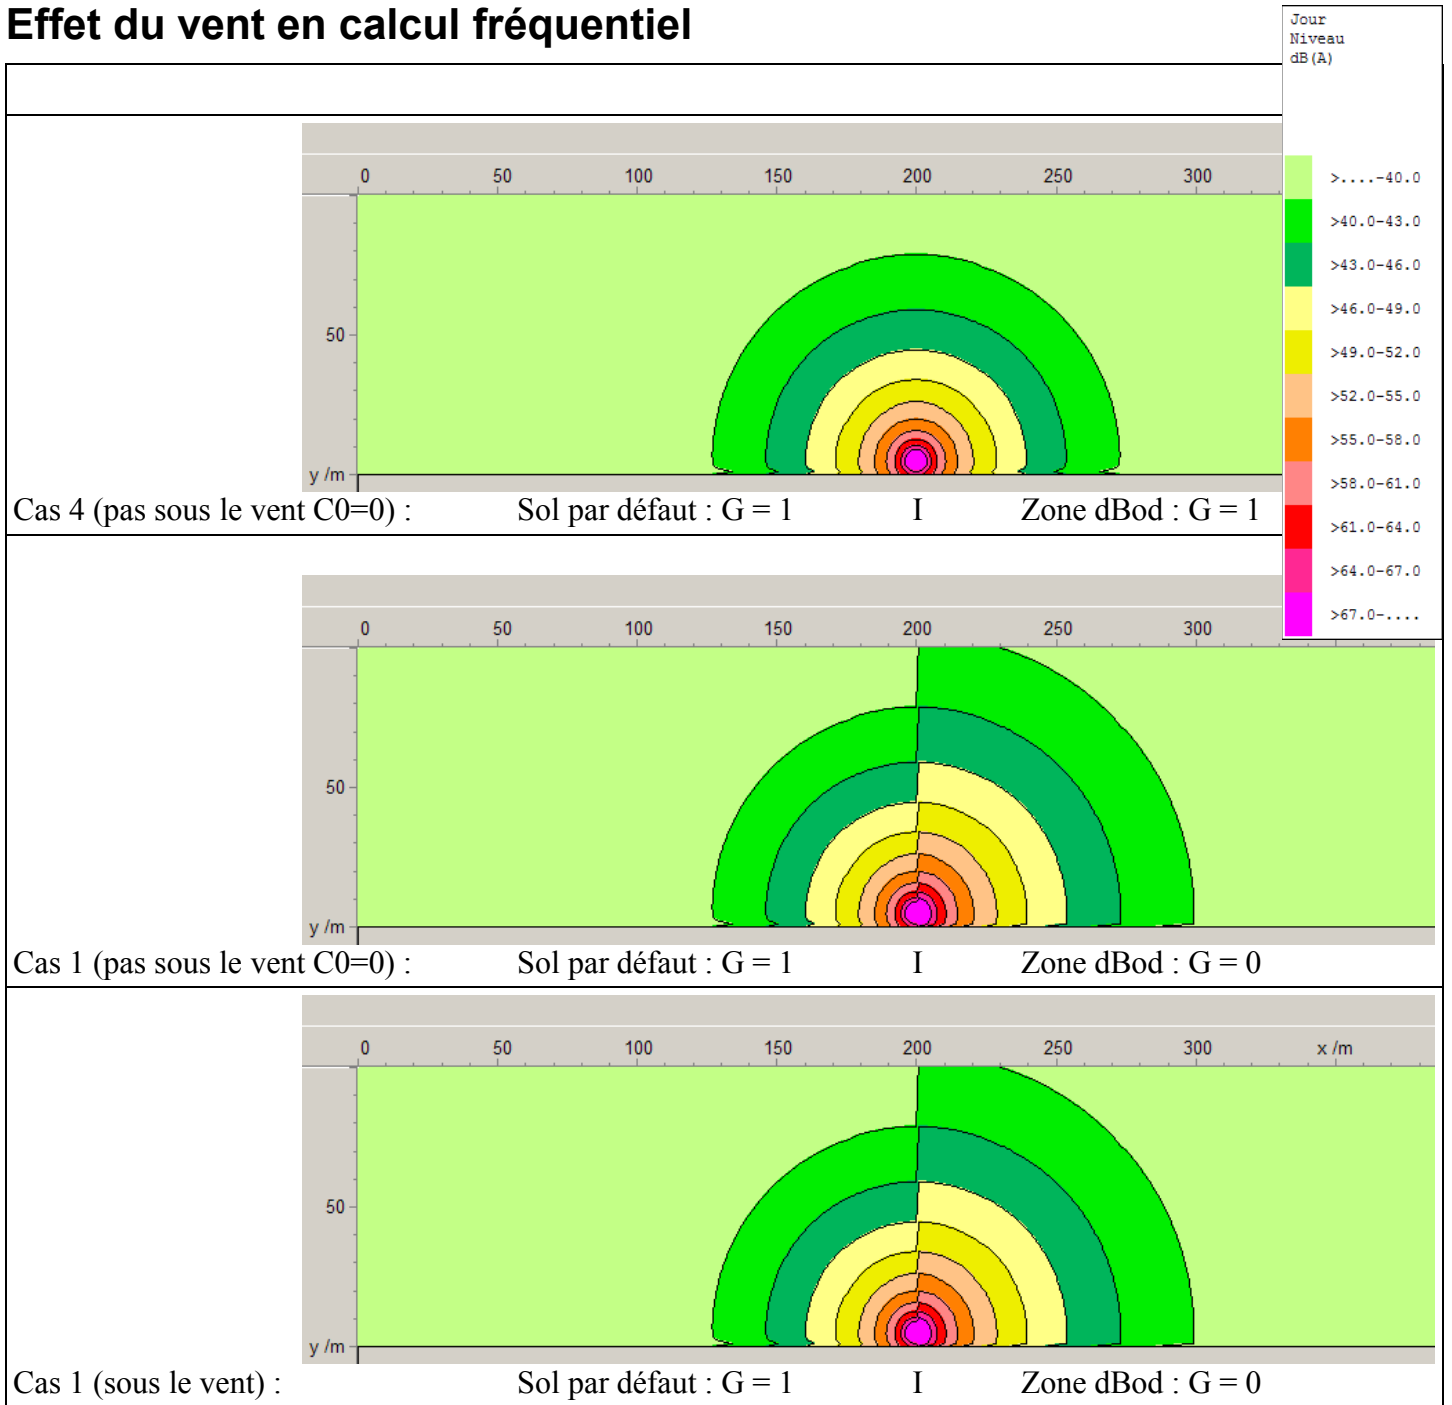 Effet du vent en calcul fréquentiel
Jour
Niveau
dB(A)
>....-40.0
>40.0-43.0
>43.0-46.0
>46.0-49.0
>49.0-52.0
>52.0-55.0
>55.0-58.0
>58.0-61.0
>61.0-64.0
>64.0-67.0
>67.0-....
0 50 100 150 200 250 300
50
y /m
Cas 4 (pas sous le vent C0=0) : Sol par défaut : G = 1 I Zone dBod : G = 1
0 50 100 150 200 250 300
50
y /m
Cas 1 (pas sous le vent C0=0) : Sol par défaut : G = 1 I Zone dBod : G = 0
0 50 100 150 200 250 300 x /m
50
y /m
Cas 1 (sous le vent) : Sol par défaut : G = 1 I Zone dBod : G = 0